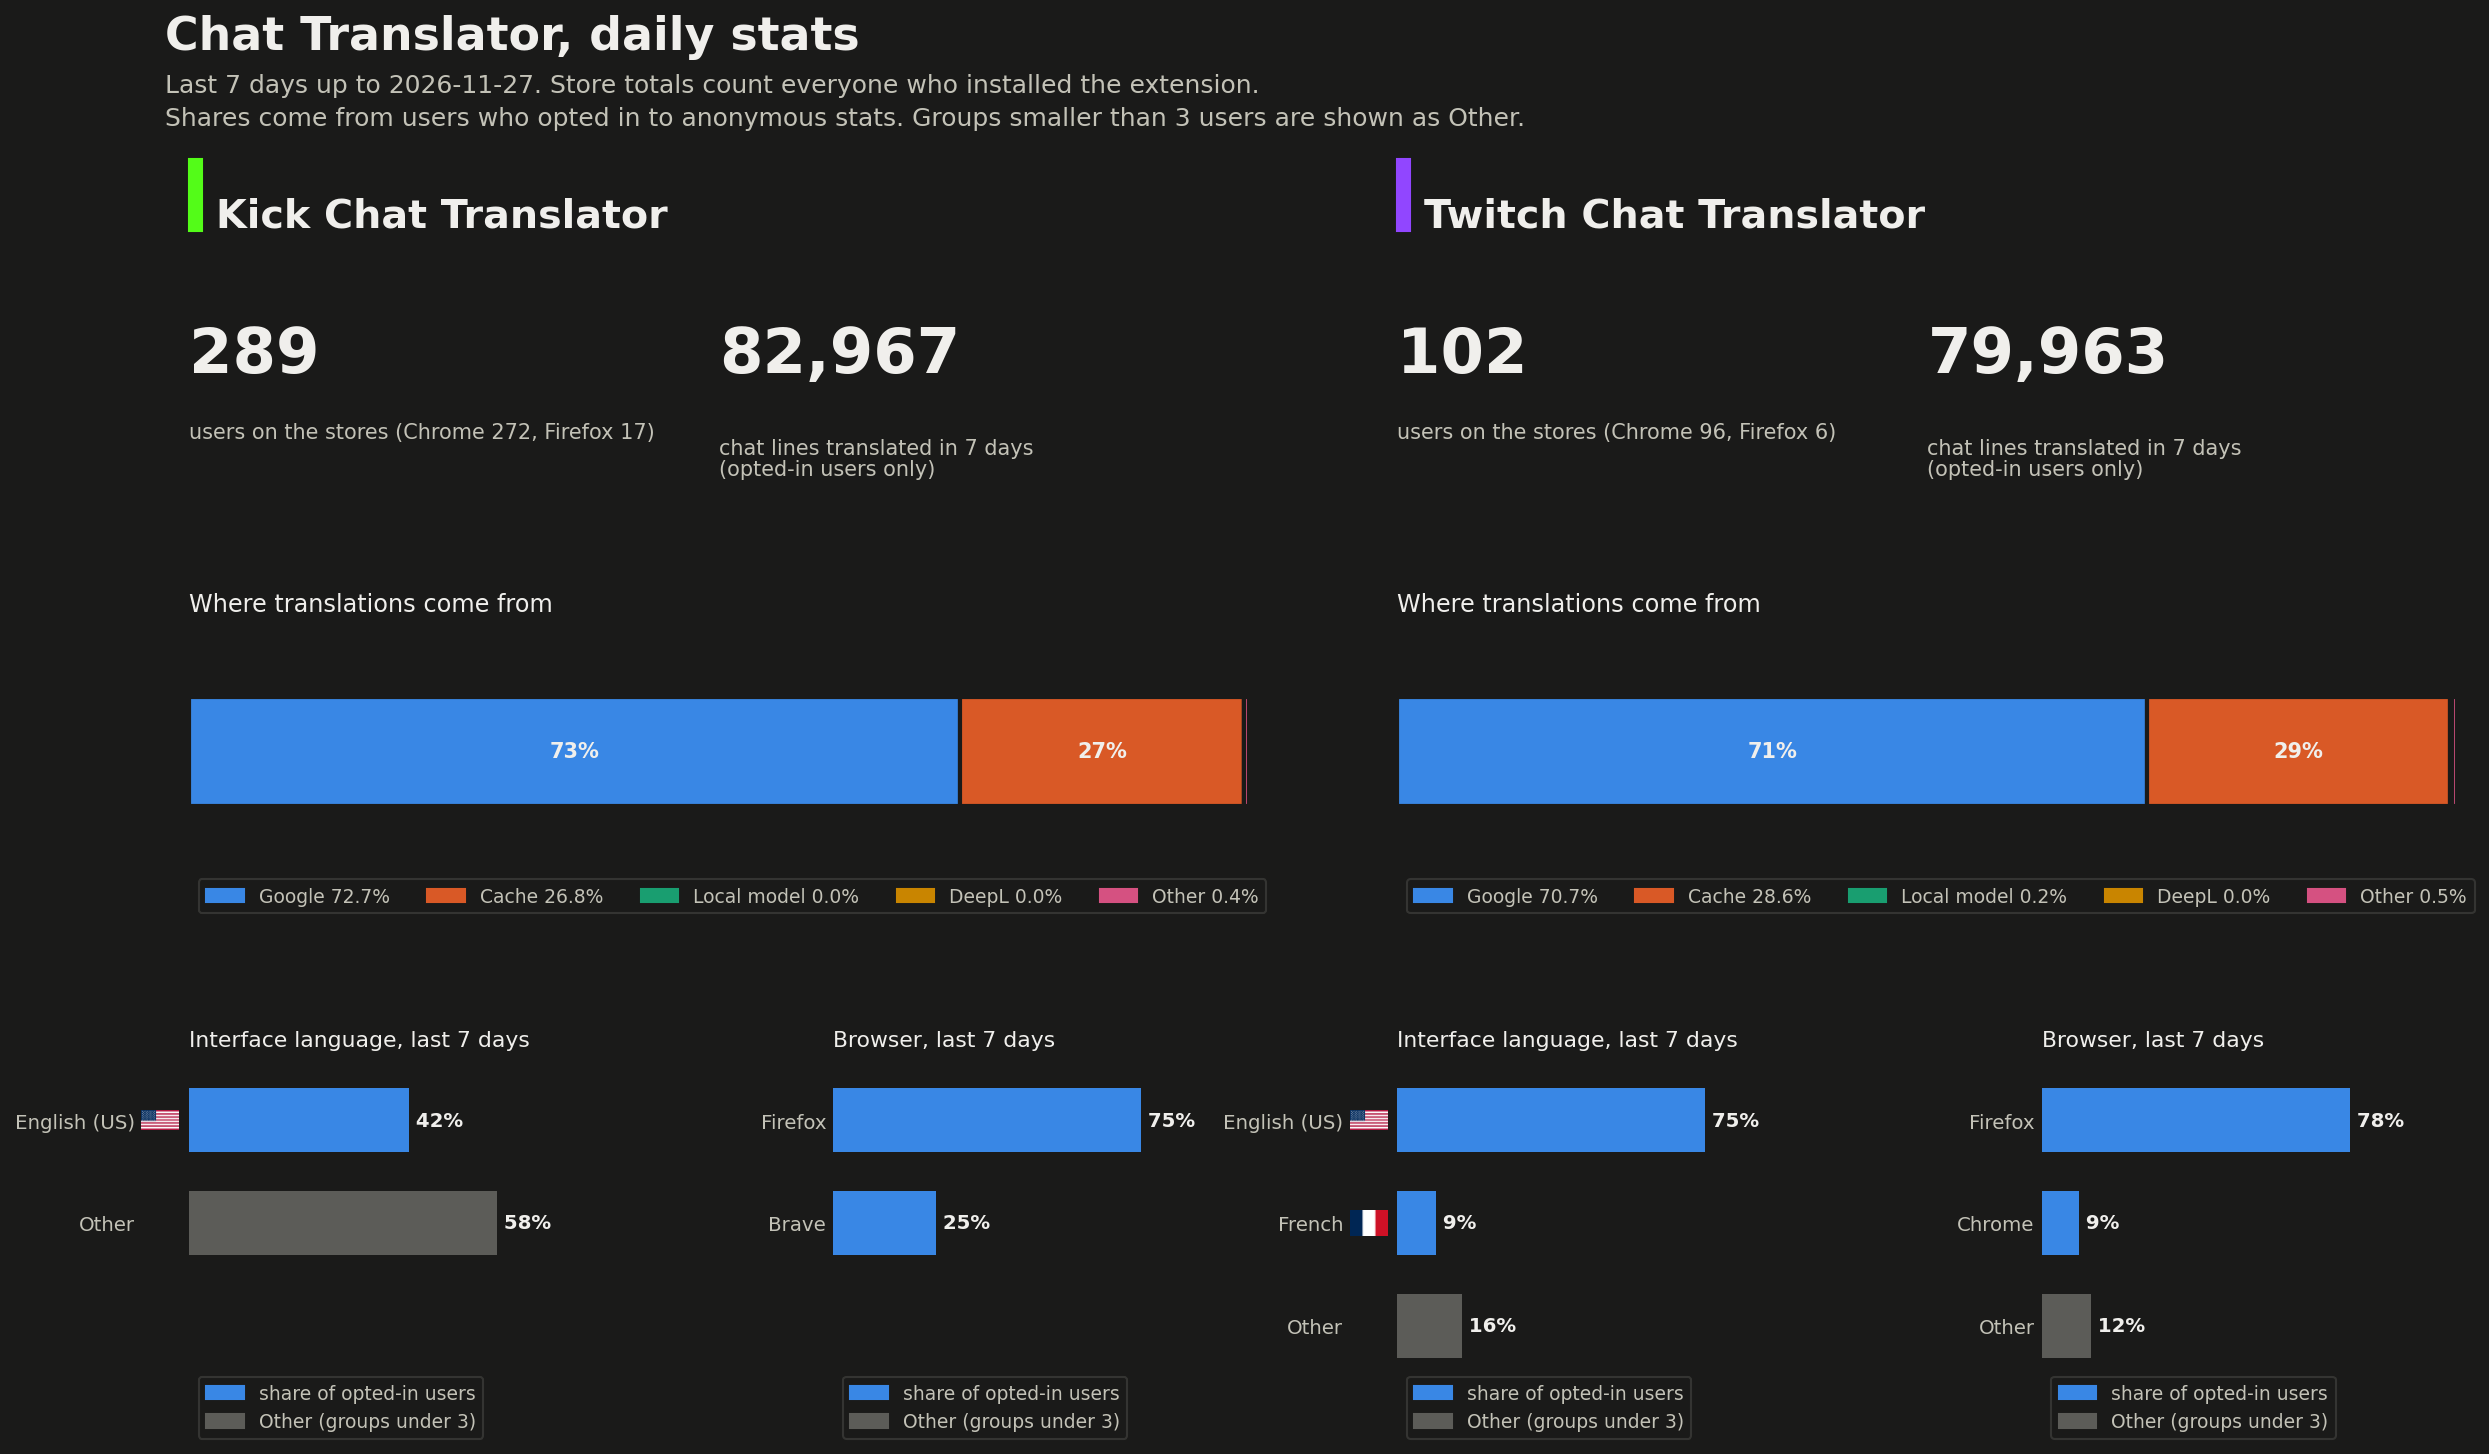 Chat Translator, daily stats
Last 7 days up to 2026-11-27. Store totals count everyone who installed the extension.
Shares come from users who opted in to anonymous stats. Groups smaller than 3 users are shown as Other.
Kick Chat Translator
289
users on the stores (Chrome 272, Firefox 17)
82,967
chat lines translated in 7 days
(opted-in users only)
Where translations come from
73%
27%
Google 72.7%
Cache 26.8%
Local model 0.0%
DeepL 0.0%
Other 0.4%
Interface language, last 7 days
English (US)
42%
Other
58%
share of opted-in users
Other (groups under 3)
Browser, last 7 days
Firefox
75%
Brave
25%
share of opted-in users
Other (groups under 3)
Twitch Chat Translator
102
users on the stores (Chrome 96, Firefox 6)
79,963
chat lines translated in 7 days
(opted-in users only)
Where translations come from
71%
29%
Google 70.7%
Cache 28.6%
Local model 0.2%
DeepL 0.0%
Other 0.5%
Interface language, last 7 days
English (US)
75%
French
9%
Other
16%
share of opted-in users
Other (groups under 3)
Browser, last 7 days
Firefox
78%
Chrome
9%
Other
12%
share of opted-in users
Other (groups under 3)